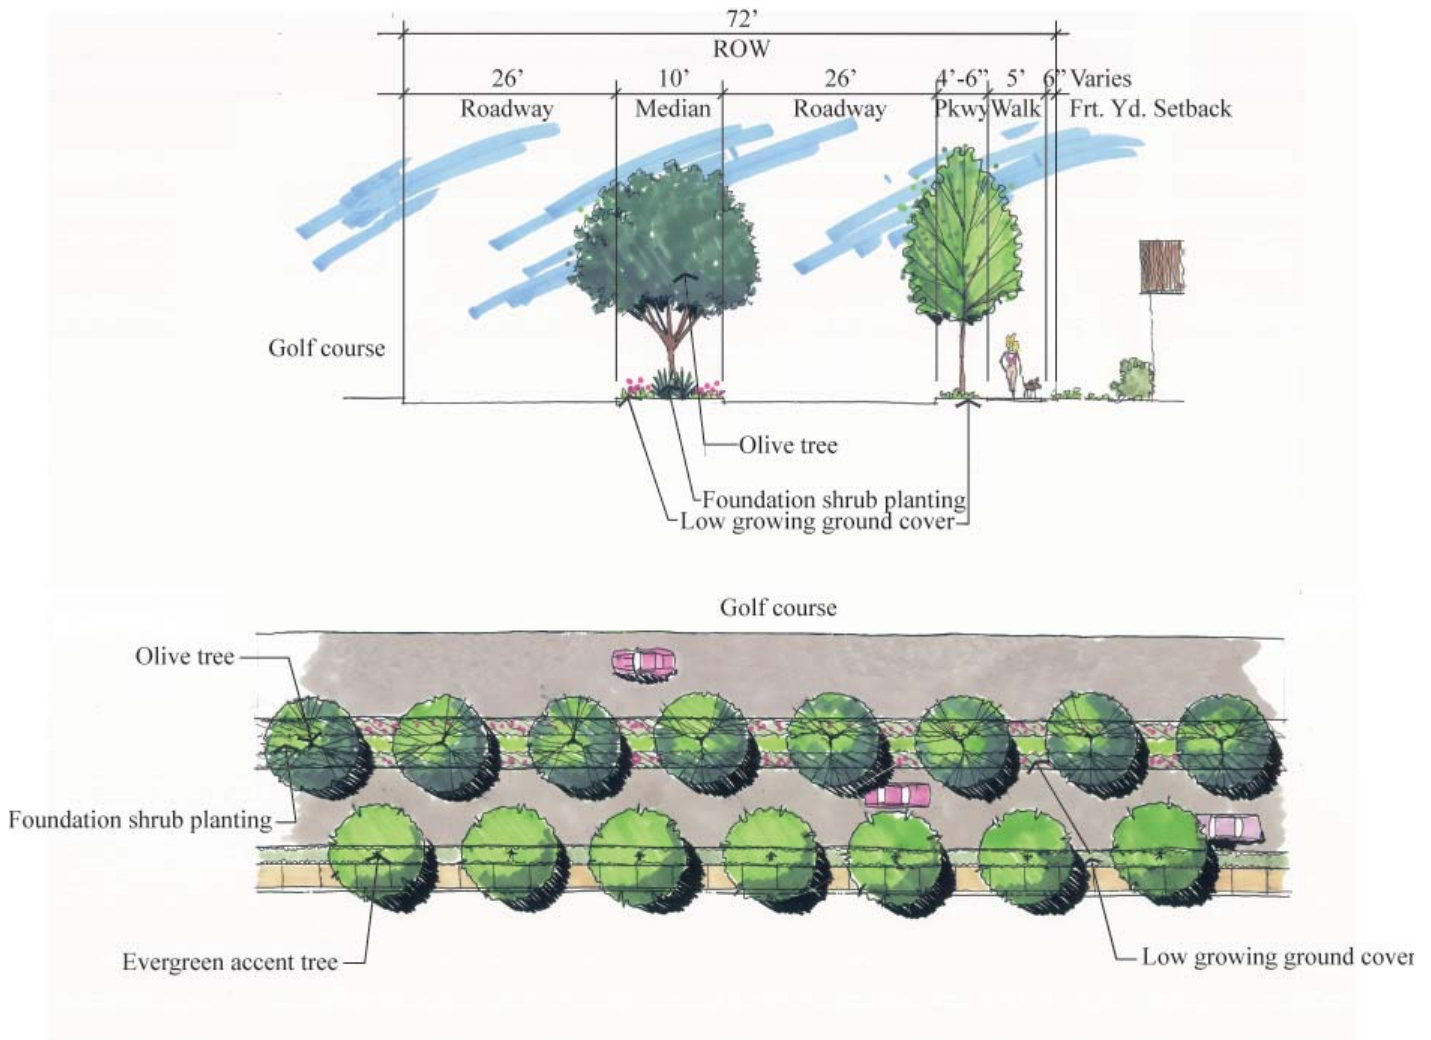 72’
ROW
26’ 10’ 26’ 4’-6” 5’ 6” Varies
Roadway Median Roadway Pkwy Walk Frt. Yd. Setback
Golf course
Olive tree
Foundation shrub planting
Low growing ground cover
Golf course
Olive tree
Foundation shrub planting
Evergreen accent tree
Low growing ground cover